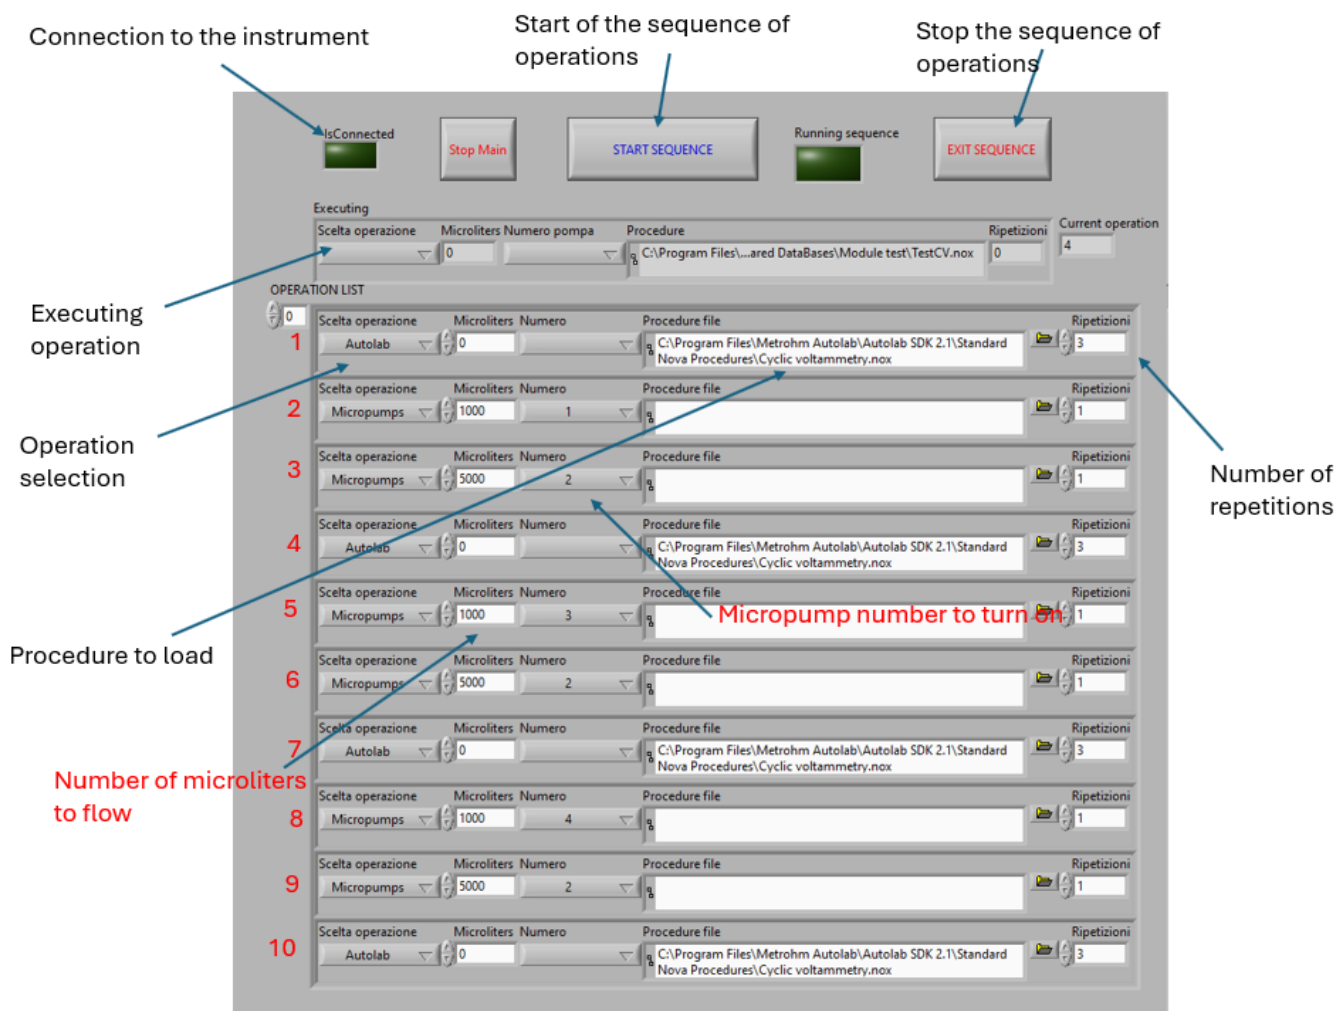 Connection to the instrument
Start of the sequence of
operations
Stop the sequence of
operations
IsConnected
Stop Main
START SEQUENCE
Running sequence
EXIT SEQUENCE
Executing
Scelta operazione Microliters Numero pompa Procedure Ripetizioni Current operation
0 C:\Program Files\...ared DataBases\Module test\TestCV.nox 0 4
Executing
operation
OPERATION LIST
0
Scelta operazione Microliters Numero Procedure file Ripetizioni
1 Autolab 0 C:\Program Files\Metrohm Autolab\Autolab SDK 2.1\Standard 3
Nova Procedures\Cyclic voltammetry.nox
Scelta operazione Microliters Numero Procedure file Ripetizioni
2 Micropumps 1000 1 1
Operation
selection
Scelta operazione Microliters Numero Procedure file Ripetizioni
3 Micropumps 5000 2 1
Number of
repetitions
Scelta operazione Microliters Numero Procedure file Ripetizioni
4 Autolab 0 C:\Program Files\Metrohm Autolab\Autolab SDK 2.1\Standard 3
Nova Procedures\Cyclic voltammetry.nox
Scelta operazione Microliters Numero Procedure file Ripetizioni
5 Micropumps 1000 3 1
Micropump number to turn on
Procedure to load
Scelta operazione Microliters Numero Procedure file Ripetizioni
6 Micropumps 5000 2 1
Scelta operazione Microliters Numero Procedure file Ripetizioni
7 Autolab 0 C:\Program Files\Metrohm Autolab\Autolab SDK 2.1\Standard 3
Nova Procedures\Cyclic voltammetry.nox
Number of microliters
to flow
Scelta operazione Microliters Numero Procedure file Ripetizioni
8 Micropumps 1000 4 1
Scelta operazione Microliters Numero Procedure file Ripetizioni
9 Micropumps 5000 2 1
Scelta operazione Microliters Numero Procedure file Ripetizioni
10 Autolab 0 C:\Program Files\Metrohm Autolab\Autolab SDK 2.1\Standard 3
Nova Procedures\Cyclic voltammetry.nox